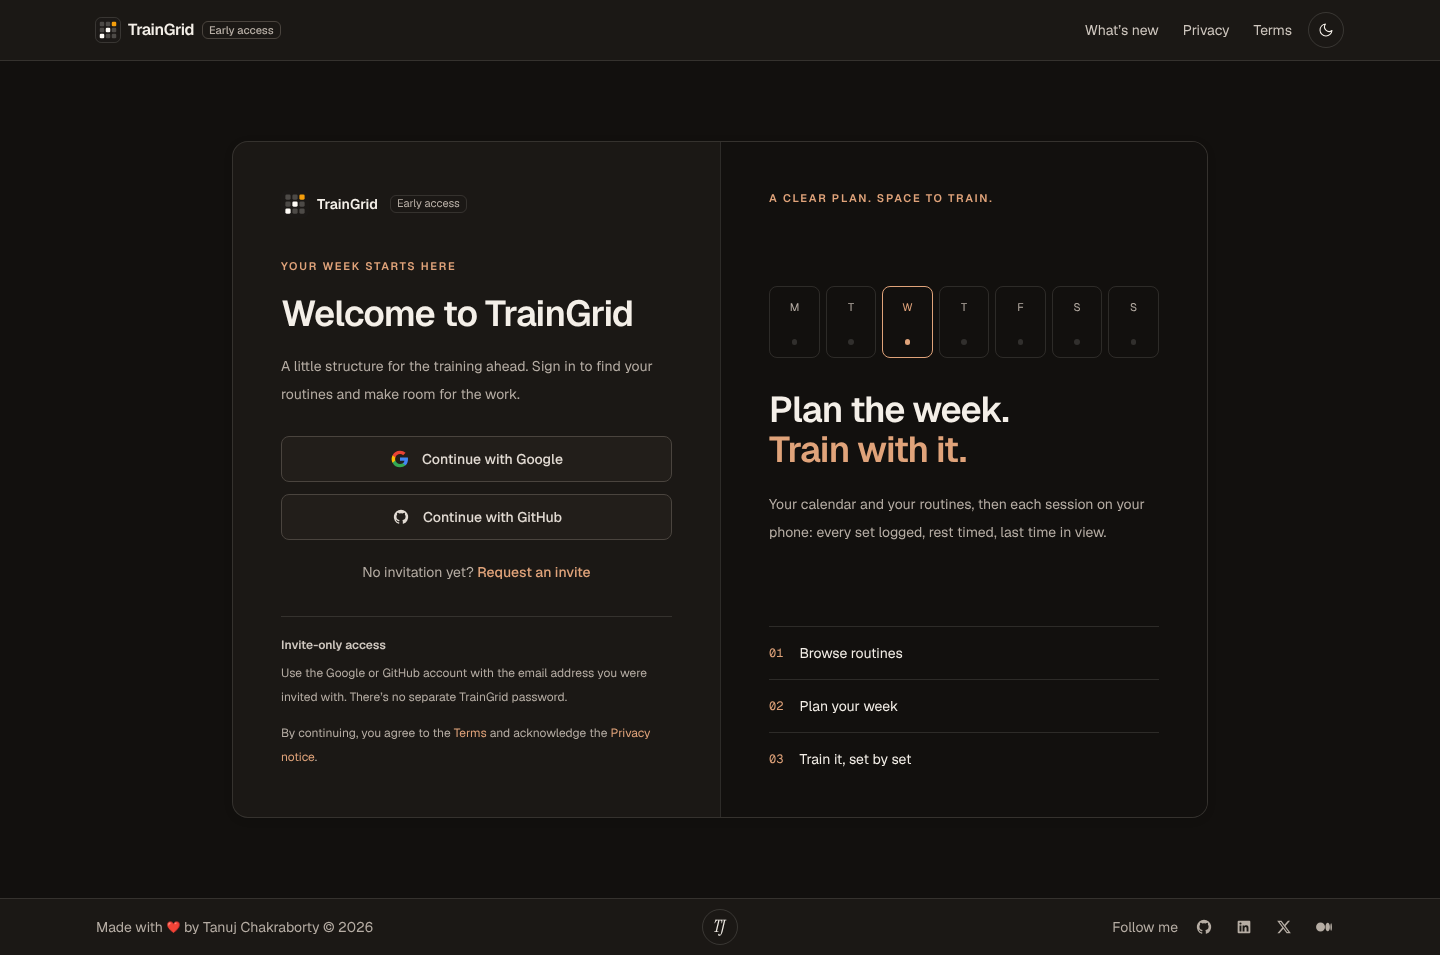 TrainGrid Early access
What's new Privacy Terms
TrainGrid Early access
YOUR WEEK STARTS HERE
Welcome to TrainGrid
A little structure for the training ahead. Sign in to find your
routines and make room for the work.
Continue with Google
Continue with GitHub
No invitation yet? Request an invite
Invite-only access
Use the Google or GitHub account with the email address you were
invited with. There's no separate TrainGrid password.
By continuing, you agree to the Terms and acknowledge the Privacy
notice.
A CLEAR PLAN. SPACE TO TRAIN.
M T W T F S S
Plan the week.
Train with it.
Your calendar and your routines, then each session on your
phone: every set logged, rest timed, last time in view.
01 Browse routines
02 Plan your week
03 Train it, set by set
Made with ❤️ by Tanuj Chakraborty © 2026
TJ
Follow me